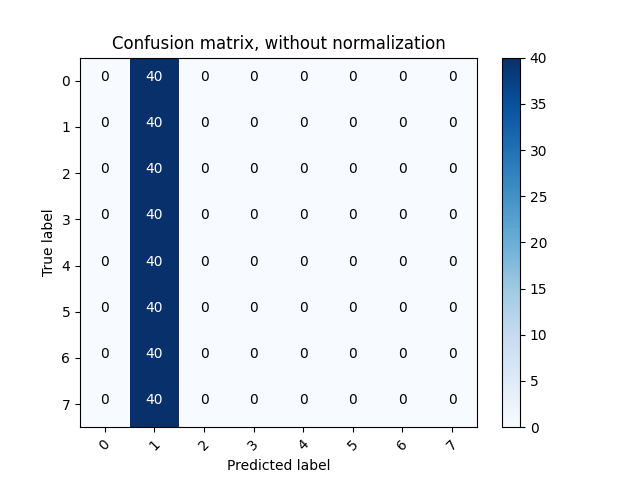 Confusion matrix, without normalization
0 0 40 0 0 0 0 0 0
1 0 40 0 0 0 0 0 0
2 0 40 0 0 0 0 0 0
3 0 40 0 0 0 0 0 0
4 0 40 0 0 0 0 0 0
5 0 40 0 0 0 0 0 0
6 0 40 0 0 0 0 0 0
7 0 40 0 0 0 0 0 0
True label
0 1 2 3 4 5 6 7
Predicted label
40
35
30
25
20
15
10
5
0